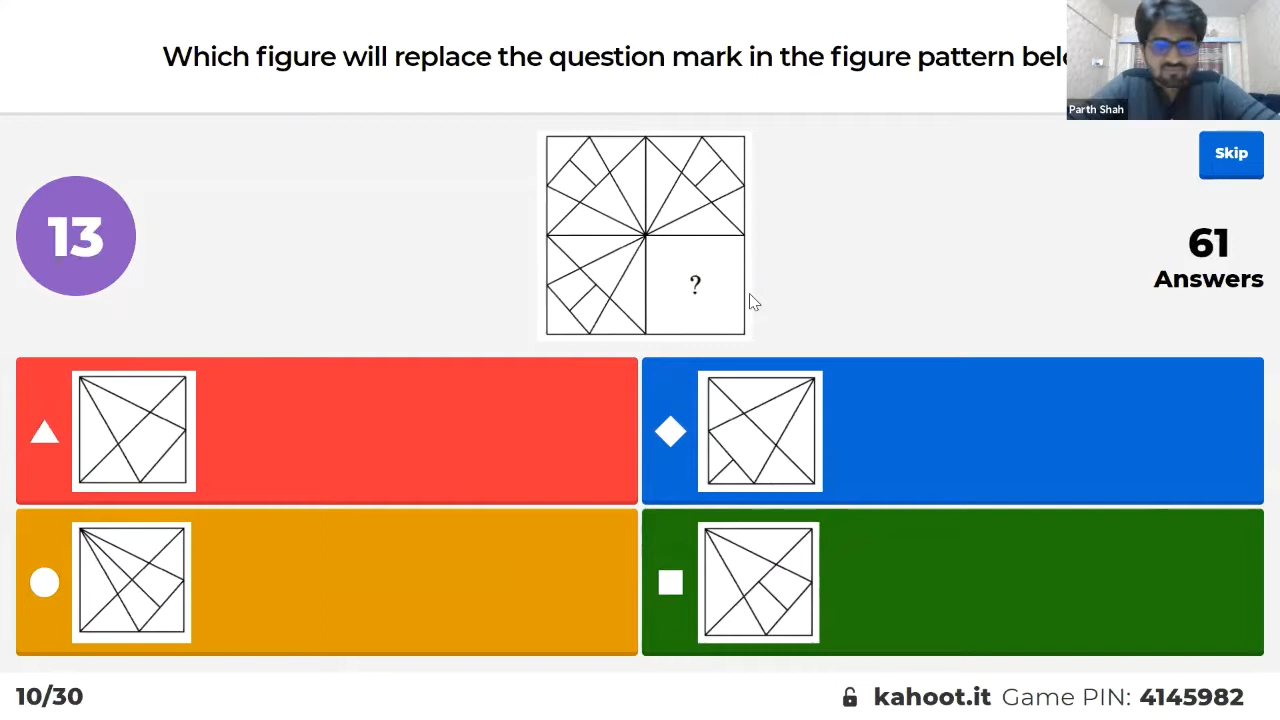 Which figure will replace the question mark in the figure pattern
Parth Shah
Skip
13
?
61
Answers
10/30
kahoot.it Game PIN: 4145982